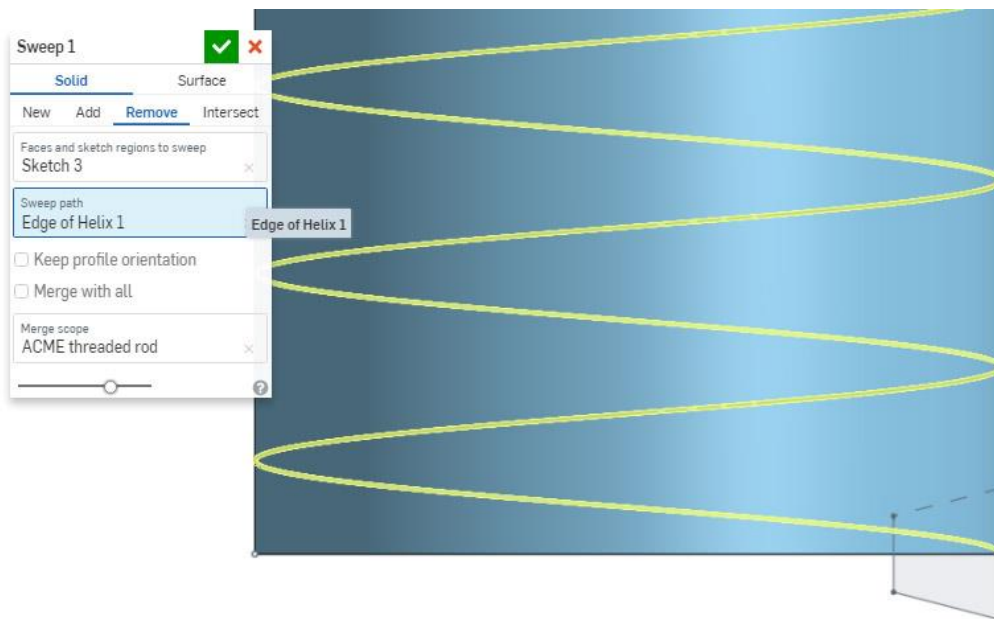 Sweep 1
Solid Surface
New Add Remove Intersect
Faces and sketch regions to sweep
Sketch 3
Sweep path
Edge of Helix 1
Edge of Helix 1
Keep profile orientation
Merge with all
Merge scope
ACME threaded rod
?